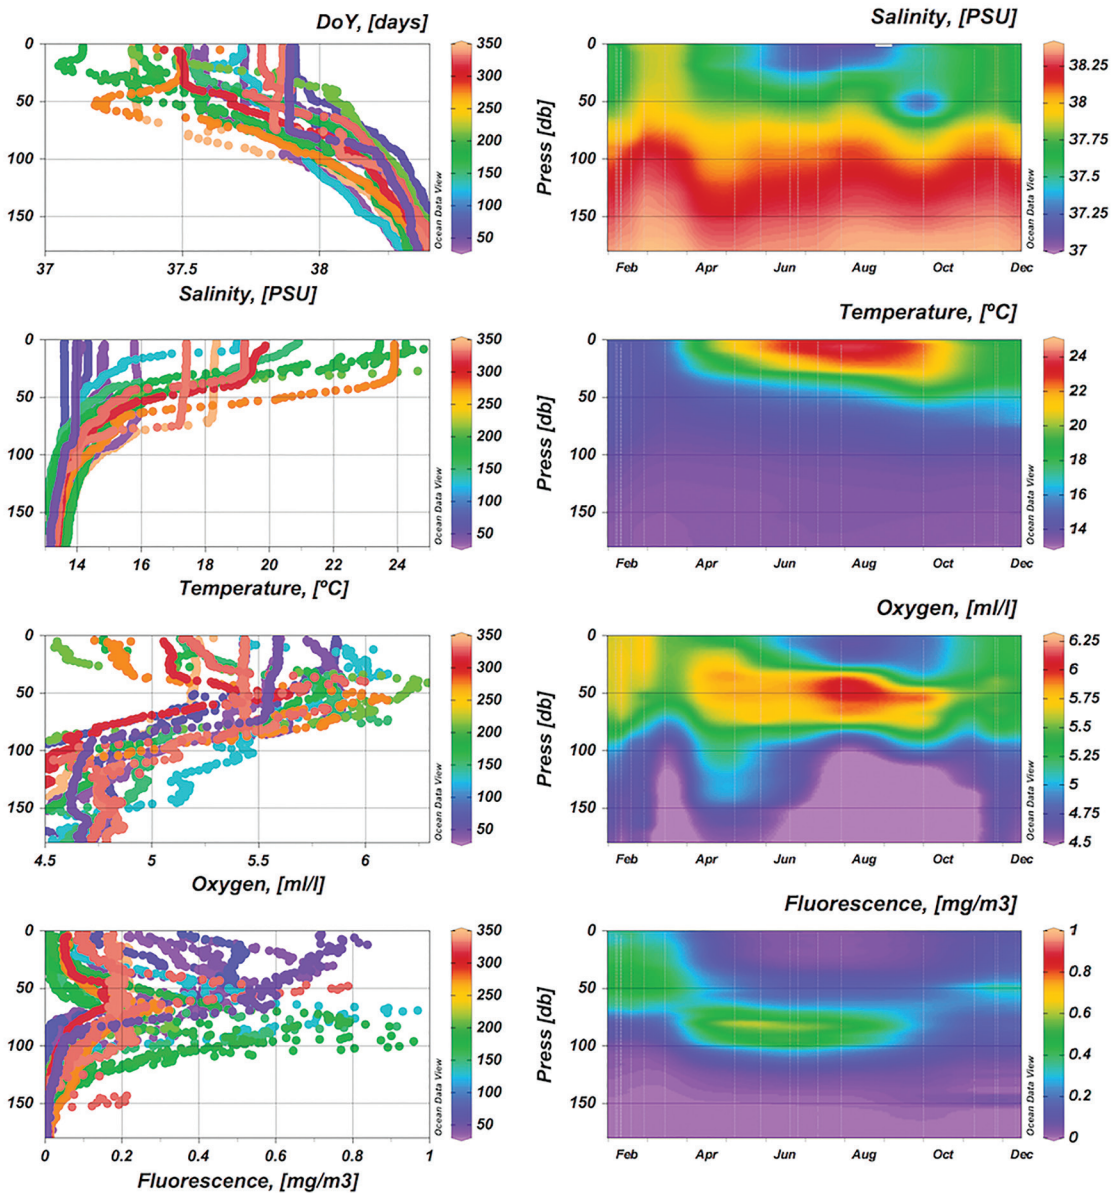 DoY, [days]
0
50
100
150
37
37.5
38
Salinity, [PSU]
350
300
250
200
150
100
50
Ocean Data View
Salinity, [PSU]
Press [db]
0
50
100
150
Feb
Apr
Jun
Aug
Oct
Dec
38.25
38
37.75
37.5
37.25
37
Ocean Data View
0
50
100
150
14
16
18
20
22
24
Temperature, [ºC]
350
300
250
200
150
100
50
Ocean Data View
Temperature, [ºC]
Press [db]
0
50
100
150
Feb
Apr
Jun
Aug
Oct
Dec
24
22
20
18
16
14
Ocean Data View
0
50
100
150
4.5
5
5.5
6
Oxygen, [ml/l]
350
300
250
200
150
100
50
Ocean Data View
Oxygen, [ml/l]
Press [db]
0
50
100
150
Feb
Apr
Jun
Aug
Oct
Dec
6.25
6
5.75
5.5
5.25
5
4.75
4.5
Ocean Data View
0
50
100
150
0
0.2
0.4
0.6
0.8
1
Fluorescence, [mg/m3]
350
300
250
200
150
100
50
Ocean Data View
Fluorescence, [mg/m3]
Press [db]
0
50
100
150
Feb
Apr
Jun
Aug
Oct
Dec
1
0.8
0.6
0.4
0.2
0
Ocean Data View